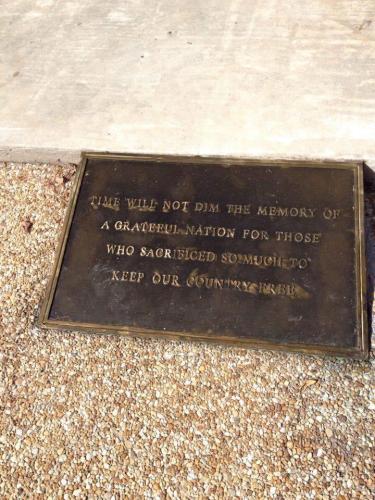 TIME WILL NOT DIM THE MEMORY OF
A GRATEFUL NATION FOR THOSE
WHO SACRIFICED SO MUCH TO
KEEP OUR COUNTRY FREE